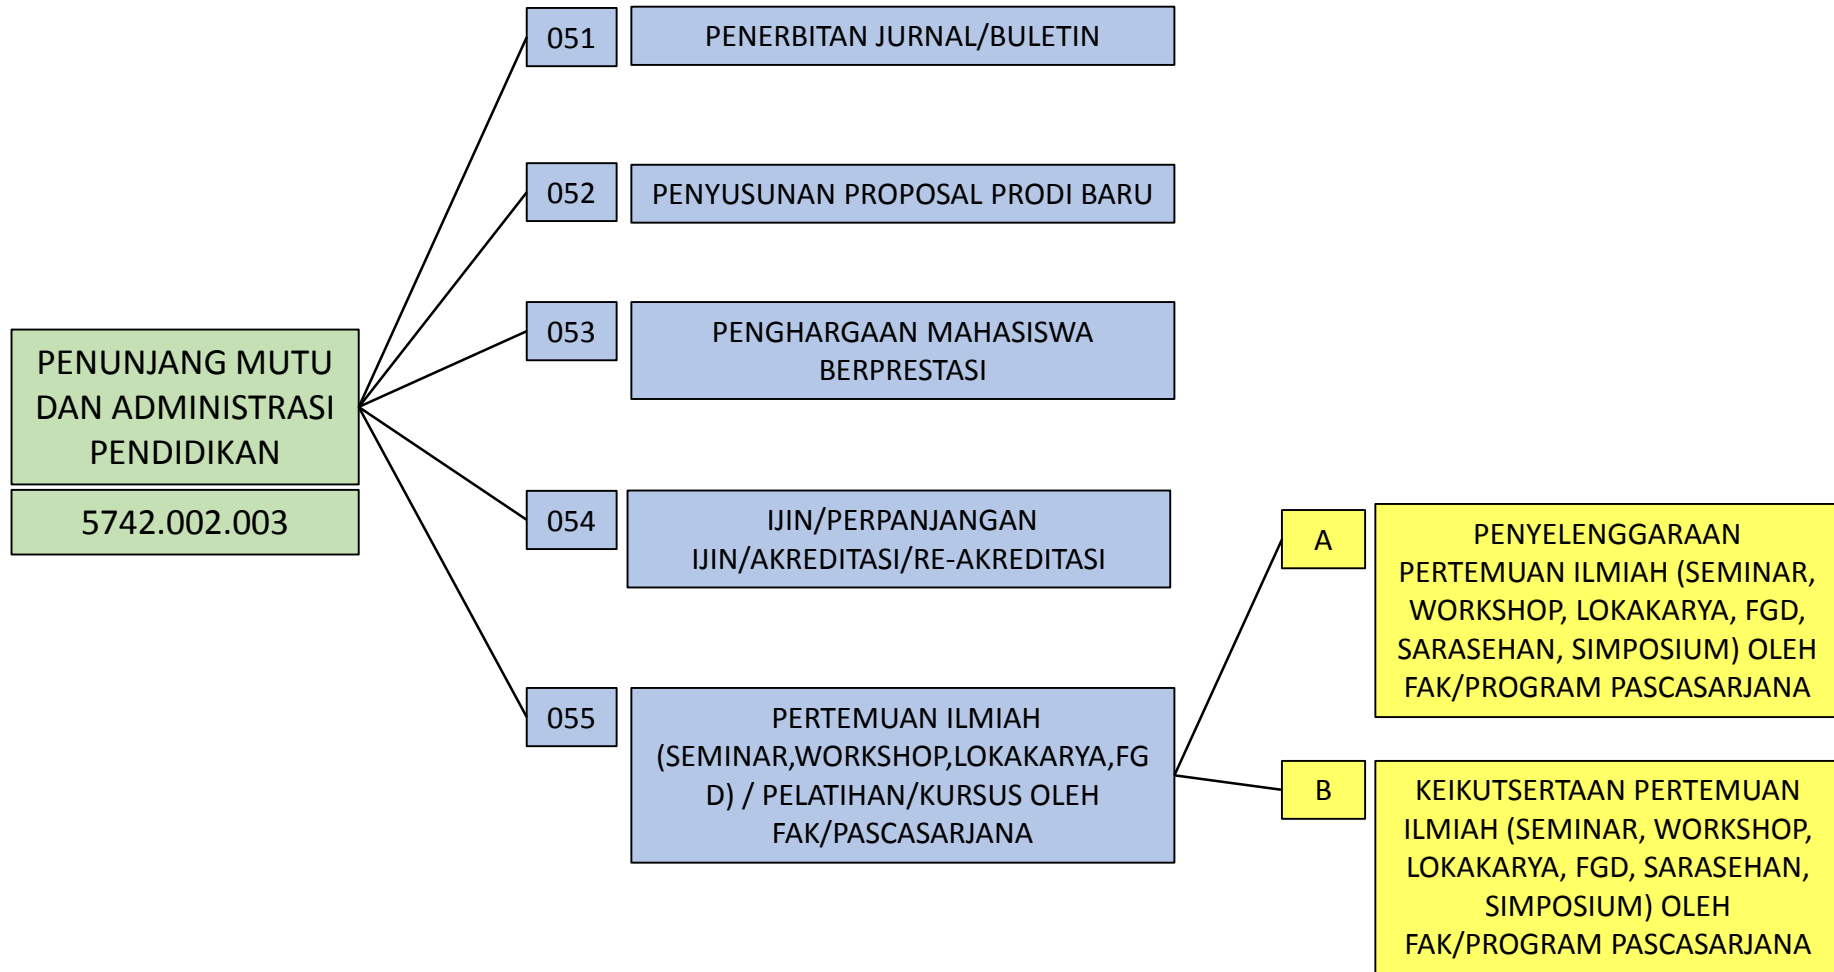 051
PENERBITAN JURNAL/BULETIN
052
PENYUSUNAN PROPOSAL PRODI BARU
053
PENGHARGAAN MAHASISWA
BERPRESTASI
PENUNJANG MUTU
DAN ADMINISTRASI
PENDIDIKAN
5742.002.003
054
IJIN/PERPANJANGAN
IJIN/AKREDITASI/RE-AKREDITASI
055
PERTEMUAN ILMIAH
(SEMINAR,WORKSHOP,LOKAKARYA,FG
D) / PELATIHAN/KURSUS OLEH
FAK/PASCASARJANA
A
PENYELENGGARAAN
PERTEMUAN ILMIAH (SEMINAR,
WORKSHOP, LOKAKARYA, FGD,
SARASEHAN, SIMPOSIUM) OLEH
FAK/PROGRAM PASCASARJANA
B
KEIKUTSERTAAN PERTEMUAN
ILMIAH (SEMINAR, WORKSHOP,
LOKAKARYA, FGD, SARASEHAN,
SIMPOSIUM) OLEH
FAK/PROGRAM PASCASARJANA